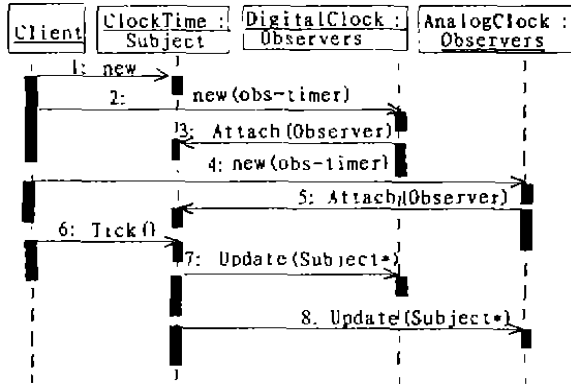 Client
ClockTime :
Subject
DigitalClock :
Observers
AnalogClock :
Observers
1: new
2: new(obs-timer)
3: Attach(Observer)
4: new(obs-timer)
5: Attach(Observer)
6: Tick()
7: Update(Subject*)
8. Update(Subject*)